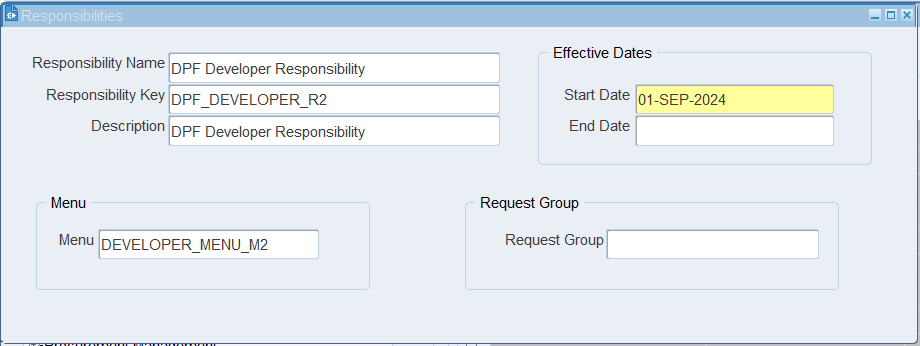 Responsibilities
Responsibility Name DPF Developer Responsibility
Responsibility Key DPF_DEVELOPER_R2
Description DPF Developer Responsibility
Effective Dates
Start Date 01-SEP-2024
End Date
Menu
Menu DEVELOPER_MENU_M2
Request Group
Request Group